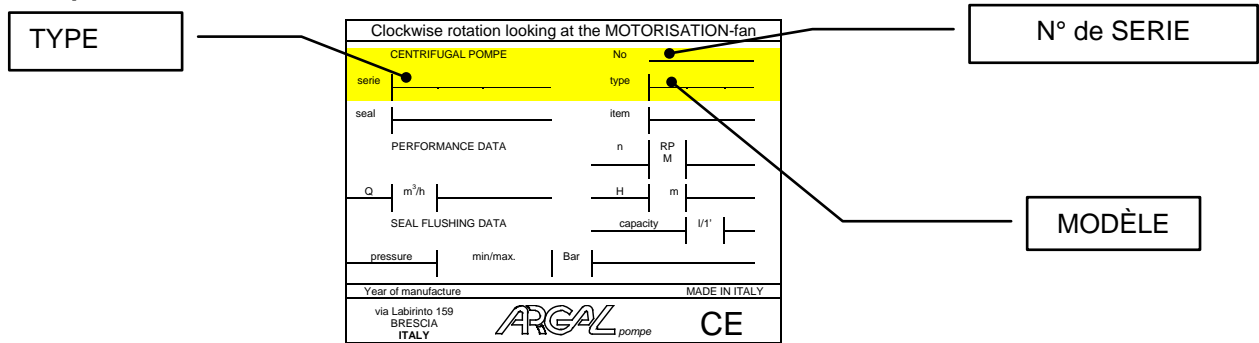 TYPE
N° de SERIE
MODÈLE
Clockwise rotation looking at the MOTORISATION-fan
CENTRIFUGAL POMPE No
serie type
seal item
PERFORMANCE DATA n RP
M
Q m³/h H m
SEAL FLUSHING DATA capacity l/1'
pressure min/max. Bar
Year of manufacture MADE IN ITALY
via Labirinto 159
BRESCIA
ITALY
ARGAL pompe
CE